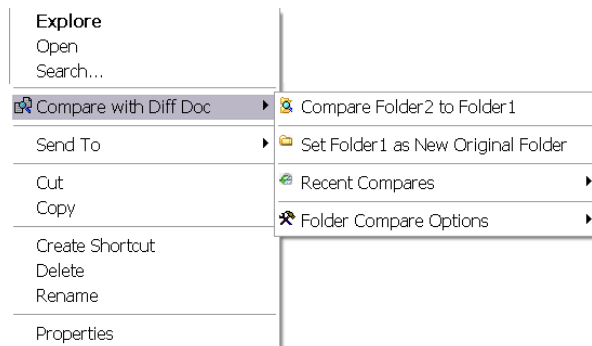 Explore
Open
Search...
Compare with Diff Doc
Compare Folder2 to Folder1
Send To
Set Folder1 as New Original Folder
Cut
Recent Compares
Copy
Folder Compare Options
Create Shortcut
Delete
Rename
Properties